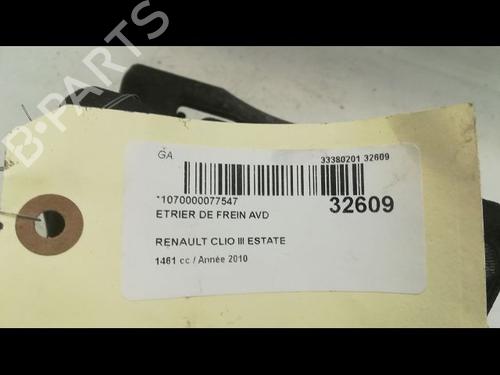 B-PARTS
GA
33380201 32609
*1070000077547
32609
ETRIER DE FREIN AVD
RENAULT CLIO III ESTATE
1461 cc / Année 2010